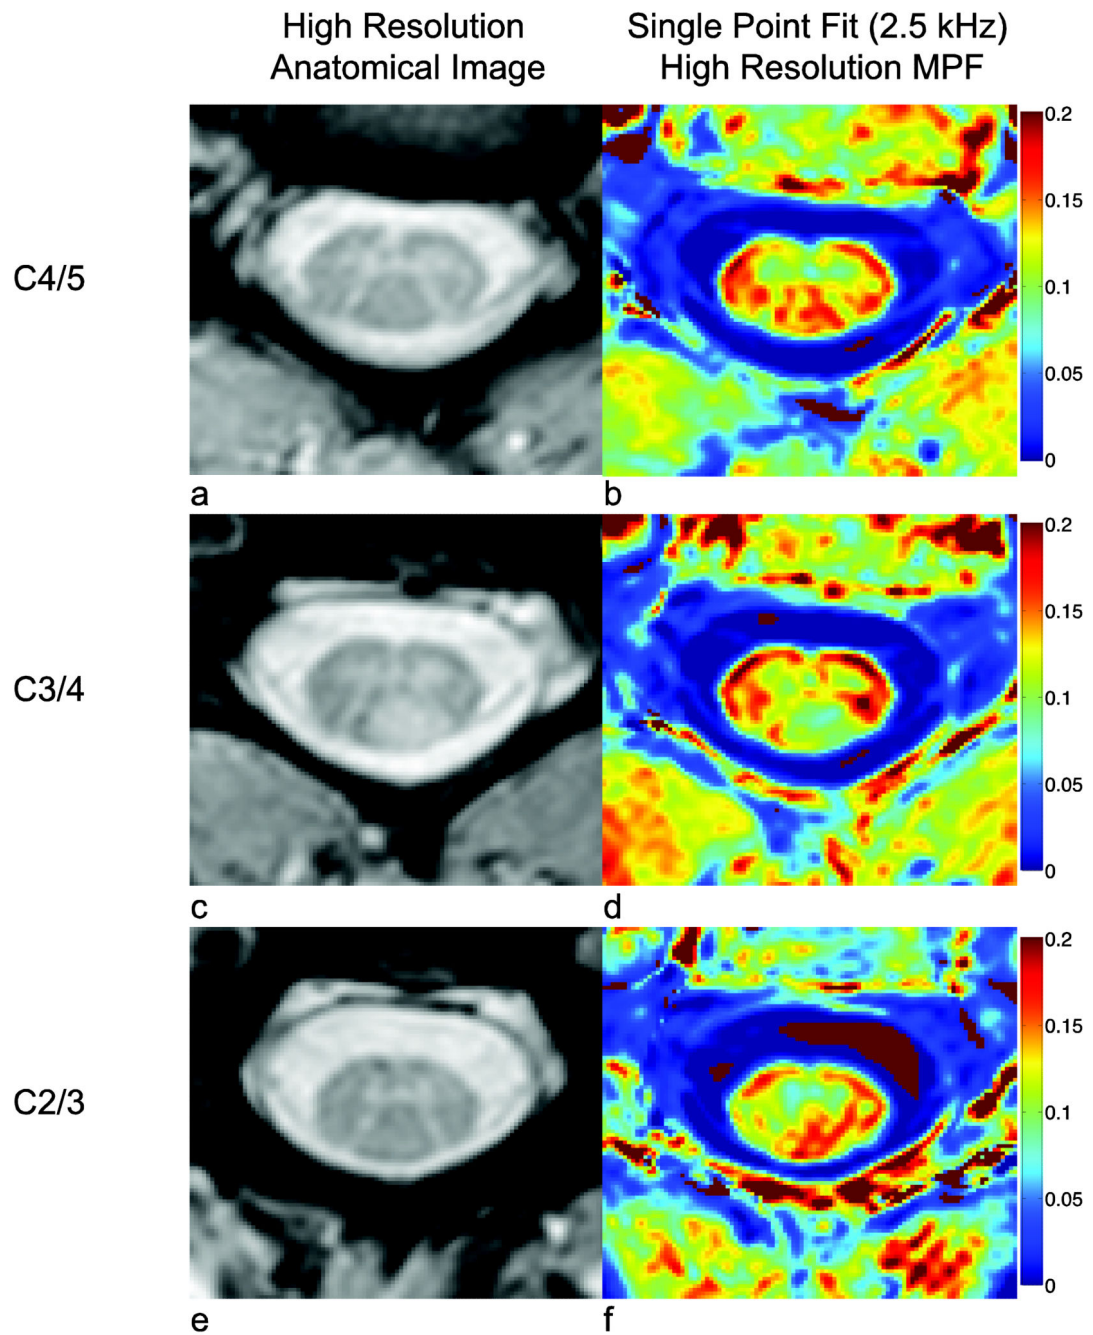 High Resolution
Anatomical Image
Single Point Fit (2.5 kHz)
High Resolution MPF
C4/5
0.2
0.15
0.1
0.05
0
a
b
C3/4
0.2
0.15
0.1
0.05
0
c
d
C2/3
0.2
0.15
0.1
0.05
0
e
f